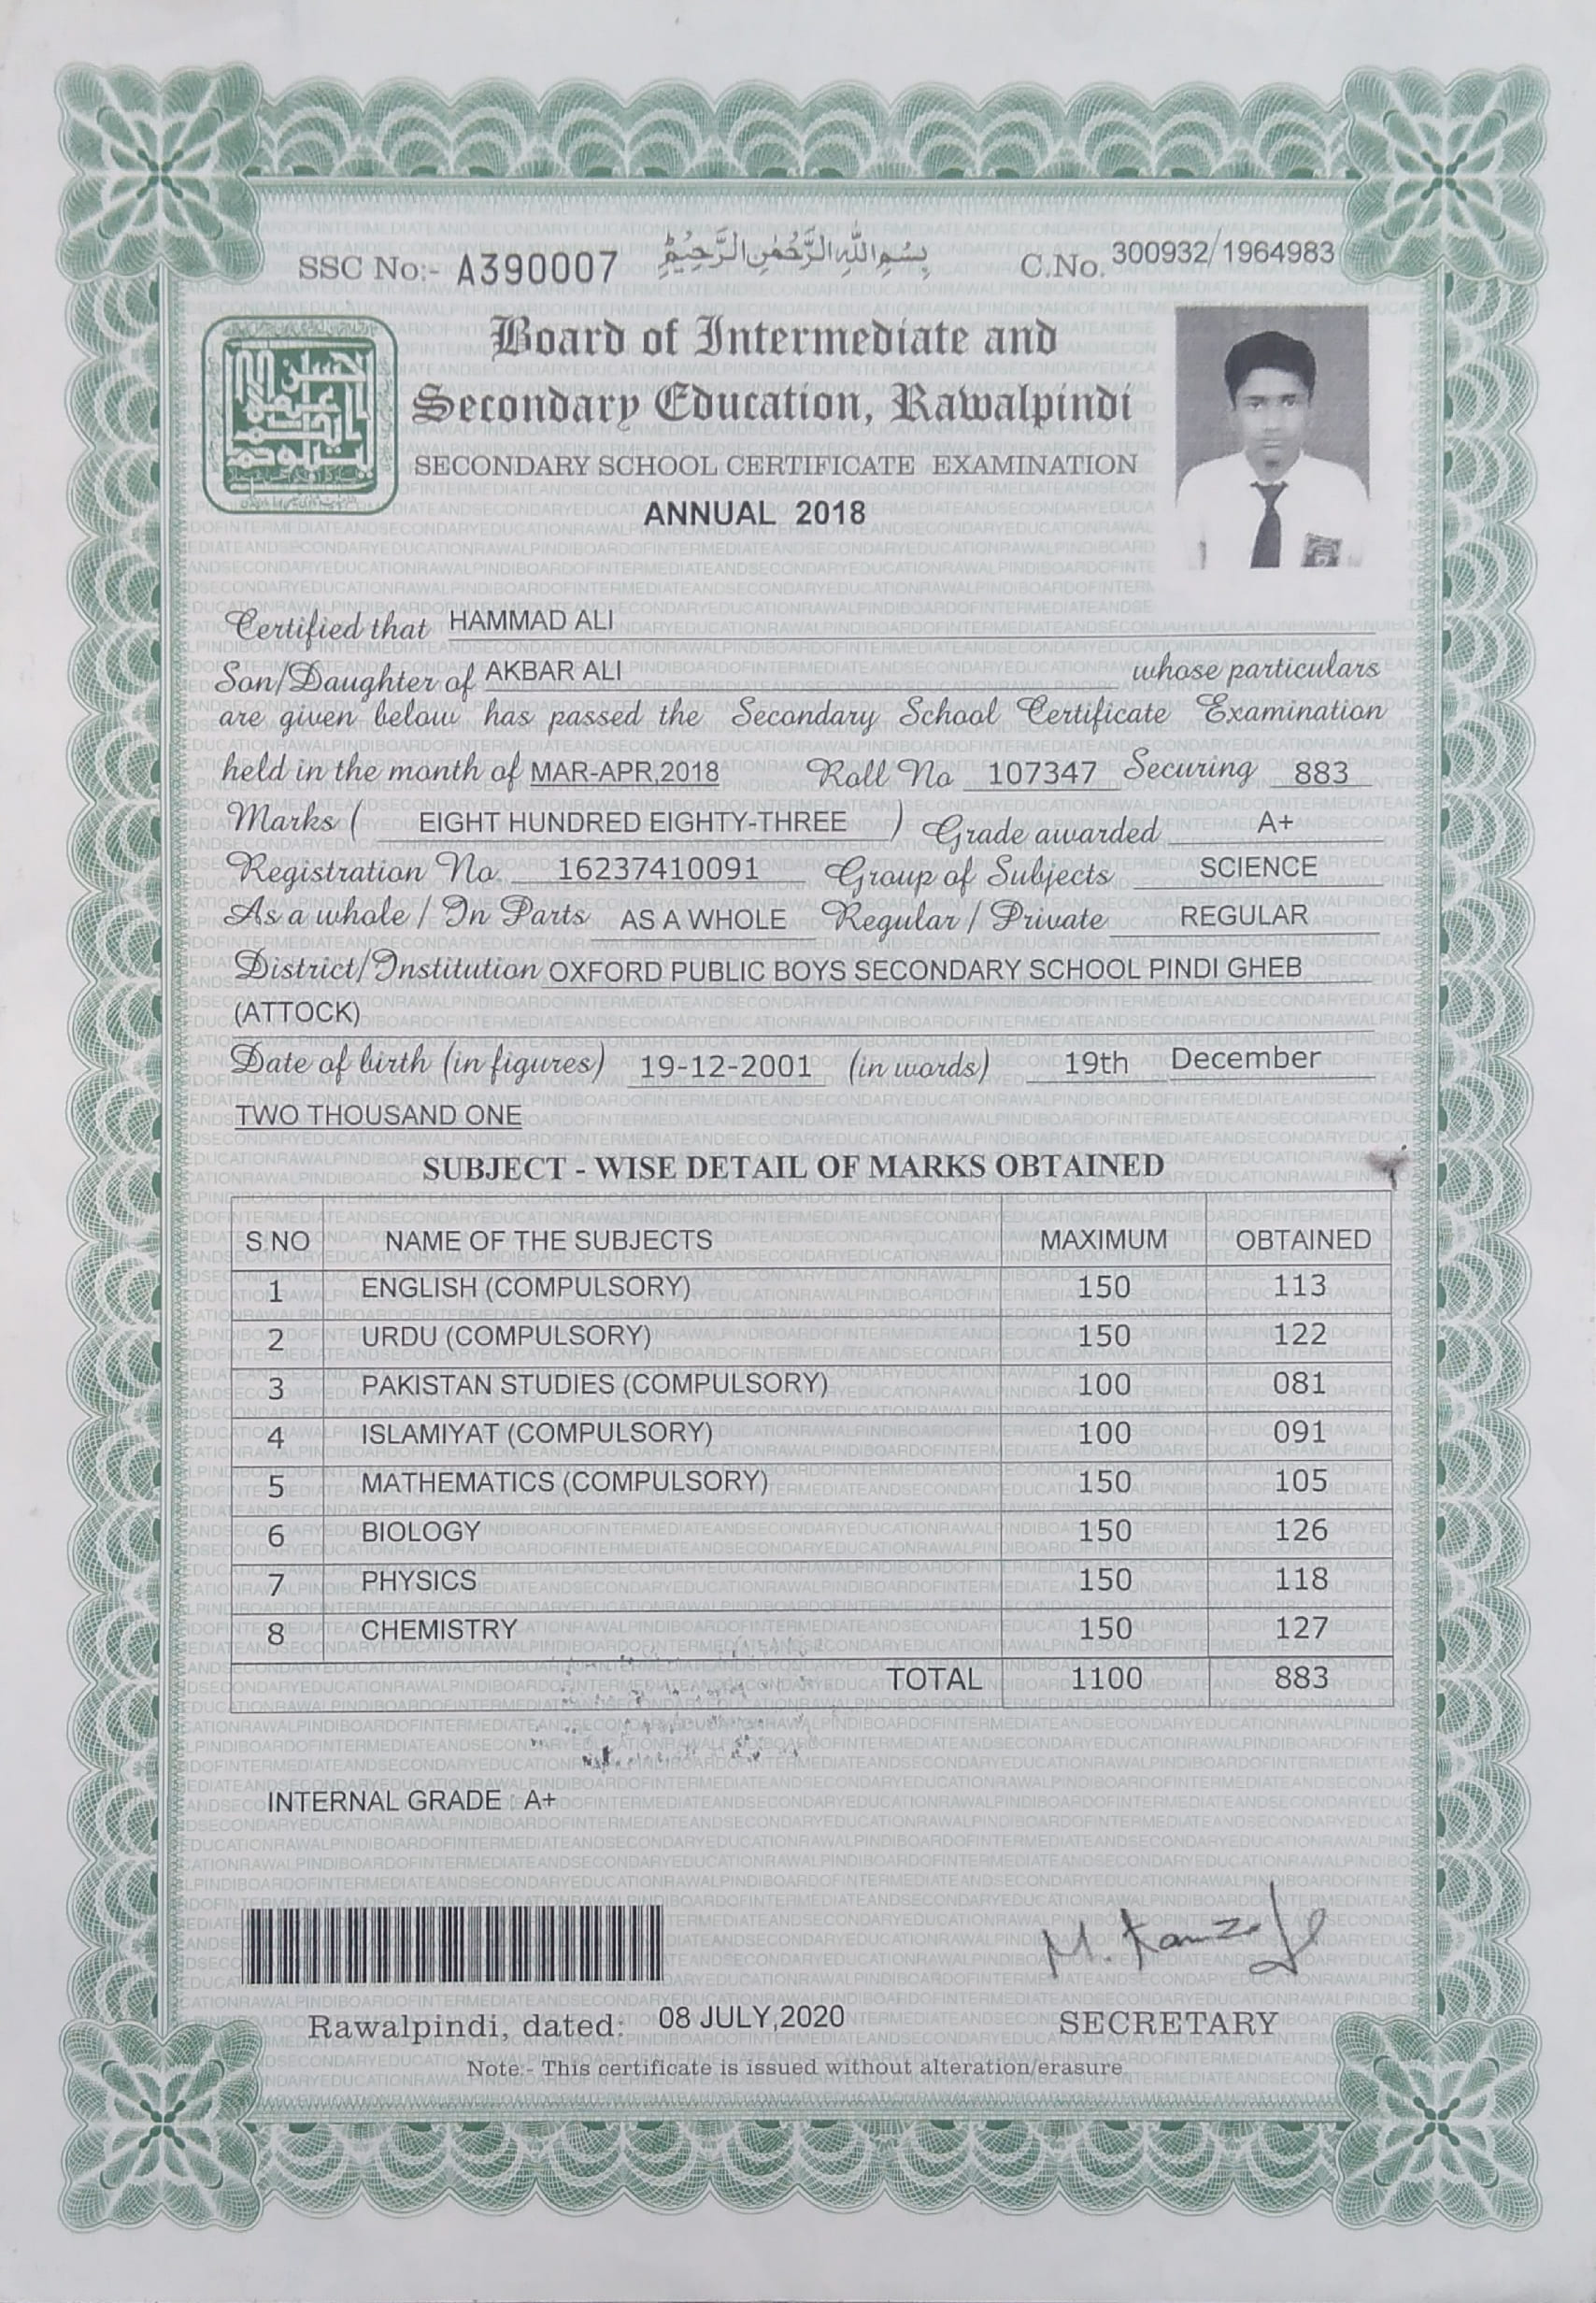 SSC No:- A390007 بِسْمِ اللّٰهِ الرَّحْمٰنِ الرَّحِيْمِ C.No. 300932/1964983
Board of Intermediate and
Secondary Education, Rawalpindi
SECONDARY SCHOOL CERTIFICATE EXAMINATION
ANNUAL 2018
Certified that HAMMAD ALI
Son/Daughter of AKBAR ALI whose particulars
are given below has passed the Secondary School Certificate Examination
held in the month of MAR-APR,2018 Roll No 107347 Securing 883
Marks ( EIGHT HUNDRED EIGHTY-THREE ) Grade awarded A+
Registration No. 16237410091 Group of Subjects SCIENCE
As a whole / In Parts AS A WHOLE Regular / Private REGULAR
District/Institution OXFORD PUBLIC BOYS SECONDARY SCHOOL PINDI GHEB
(ATTOCK)
Date of birth (in figures) 19-12-2001 (in words) 19th December
TWO THOUSAND ONE
SUBJECT - WISE DETAIL OF MARKS OBTAINED
S.NO NAME OF THE SUBJECTS MAXIMUM OBTAINED
1 ENGLISH (COMPULSORY) 150 113
2 URDU (COMPULSORY) 150 122
3 PAKISTAN STUDIES (COMPULSORY) 100 081
4 ISLAMIYAT (COMPULSORY) 100 091
5 MATHEMATICS (COMPULSORY) 150 105
6 BIOLOGY 150 126
7 PHYSICS 150 118
8 CHEMISTRY 150 127
TOTAL 1100 883
INTERNAL GRADE : A+
Rawalpindi, dated: 08 JULY,2020 SECRETARY
Note:- This certificate is issued without alteration/erasure